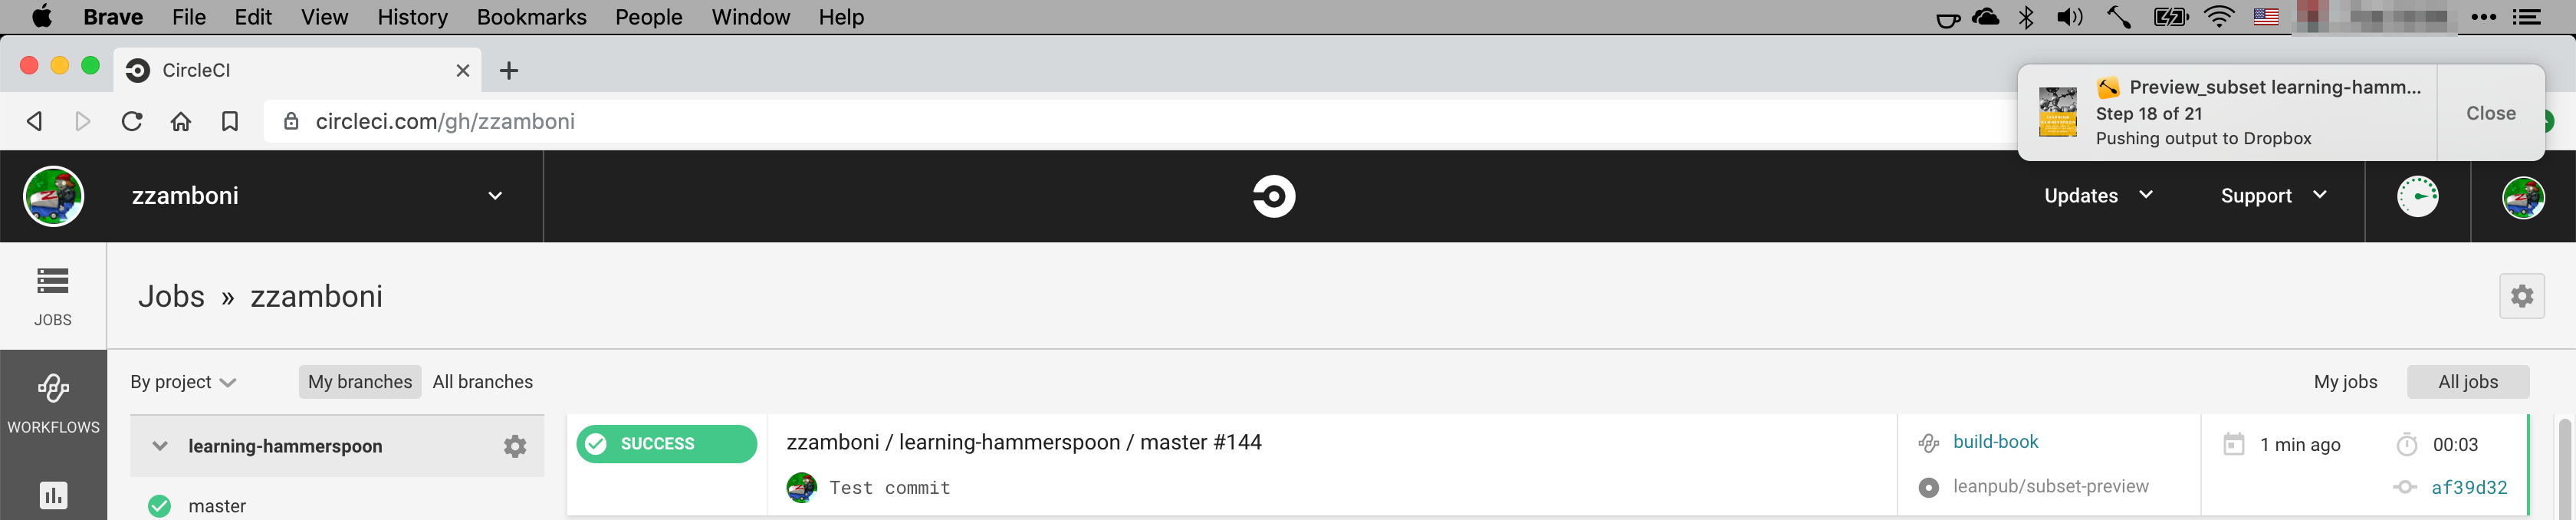 Brave File Edit View History Bookmarks People Window Help
CircleCI
circleci.com/gh/zzamboni
Preview_subset learning-hamm...
Step 18 of 21
Pushing output to Dropbox
Close
zzamboni
Updates
Support
JOBS
Jobs » zzamboni
WORKFLOWS
By project
My branches
All branches
My jobs
All jobs
learning-hammerspoon
master
SUCCESS
zzamboni / learning-hammerspoon / master #144
Test commit
build-book
leanpub/subset-preview
1 min ago
00:03
af39d32